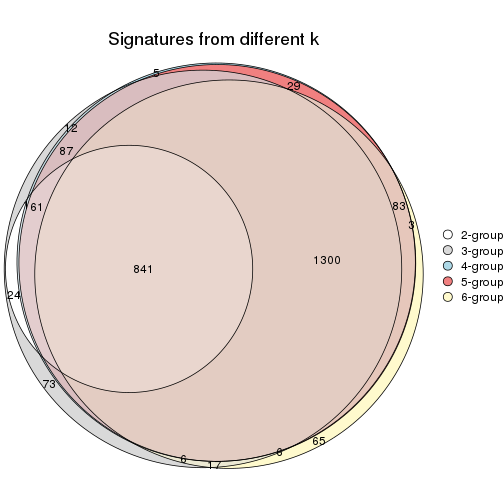 Signatures from different k
5
29
12
87
61
83
3
841
1300
24
73
6
17
6
65
2-group
3-group
4-group
5-group
6-group